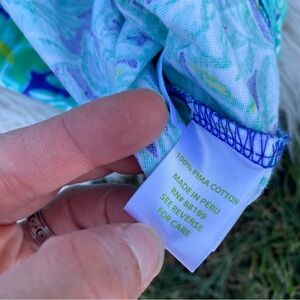 100% PIMA COTTON
MADE IN PERU
RN# 88189
SEE REVERSE
FOR CARE